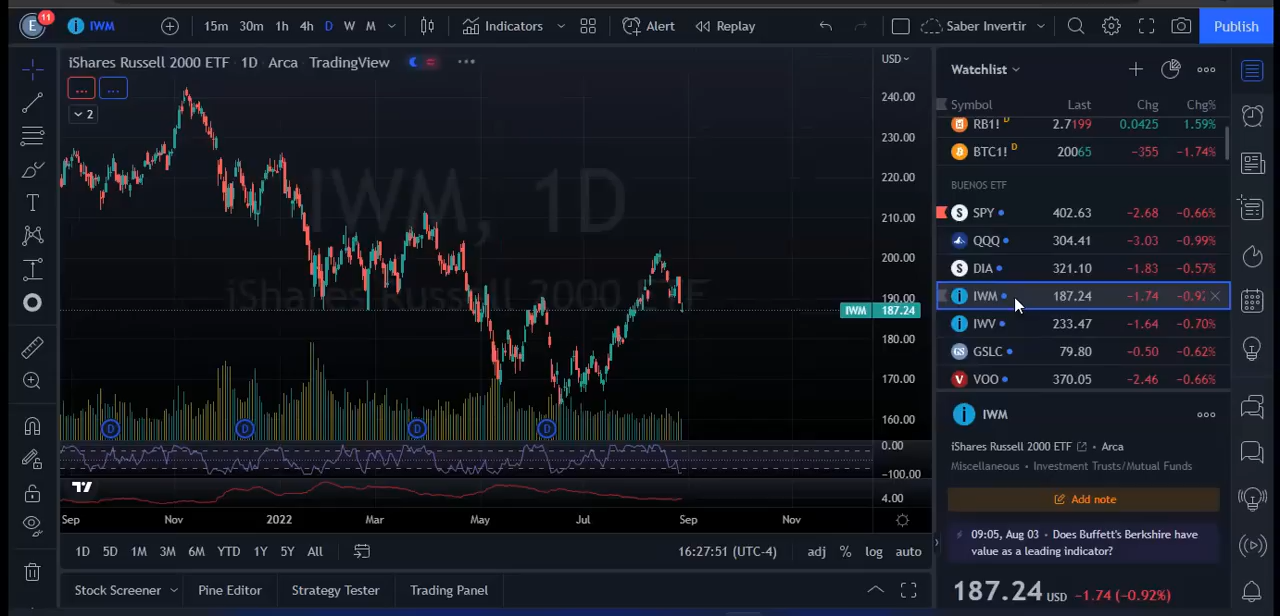 E 11 IWM 15m 30m 1h 4h D W M Indicators Alert Replay Saber Invertir Publish
iShares Russell 2000 ETF · 1D · Arca · TradingView
... ...
2
IWM, 1D
iShares Russell 2000 ETF
USD
240.00
230.00
220.00
210.00
200.00
190.00
IWM 187.24
180.00
170.00
160.00
D D D D
0.00
-100.00
4.00
Sep Nov 2022 Mar May Jul Sep Nov
1D 5D 1M 3M 6M YTD 1Y 5Y All 16:27:51 (UTC-4) adj % log auto
Stock Screener Pine Editor Strategy Tester Trading Panel
Watchlist
Symbol Last Chg Chg%
RB1! D 2.7199 0.0425 1.59%
BTC1! D 20065 -355 -1.74%
BUENOS ETF
SPY 402.63 -2.68 -0.66%
QQQ 304.41 -3.03 -0.99%
DIA 321.10 -1.83 -0.57%
IWM 187.24 -1.74
IWV 233.47 -1.64 -0.70%
GSLC 79.80 -0.50 -0.62%
VOO 370.05 -2.46 -0.66%
IWM
iShares Russell 2000 ETF · Arca
Miscellaneous · Investment Trusts/Mutual Funds
Add note
09:05, Aug 03 · Does Buffett's Berkshire have
value as a leading indicator?
187.24 USD -1.74 (-0.92%)